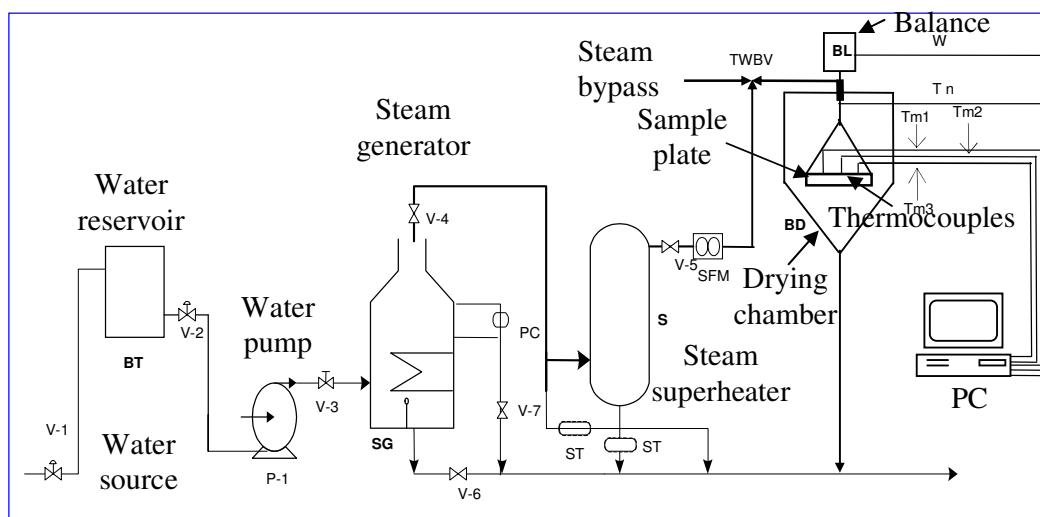 Balance
BL
W
Steam
bypass
TWBV
T n
Tm1
Tm2
Sample
plate
Steam
generator
Water
reservoir
Tm3
Thermocouples
BD
V-4
V-5
SFM
Drying
chamber
Water
pump
V-2
BT
PC
S
Steam
superheater
PC
V-3
V-7
V-1
Water
source
SG
ST
ST
P-1
V-6